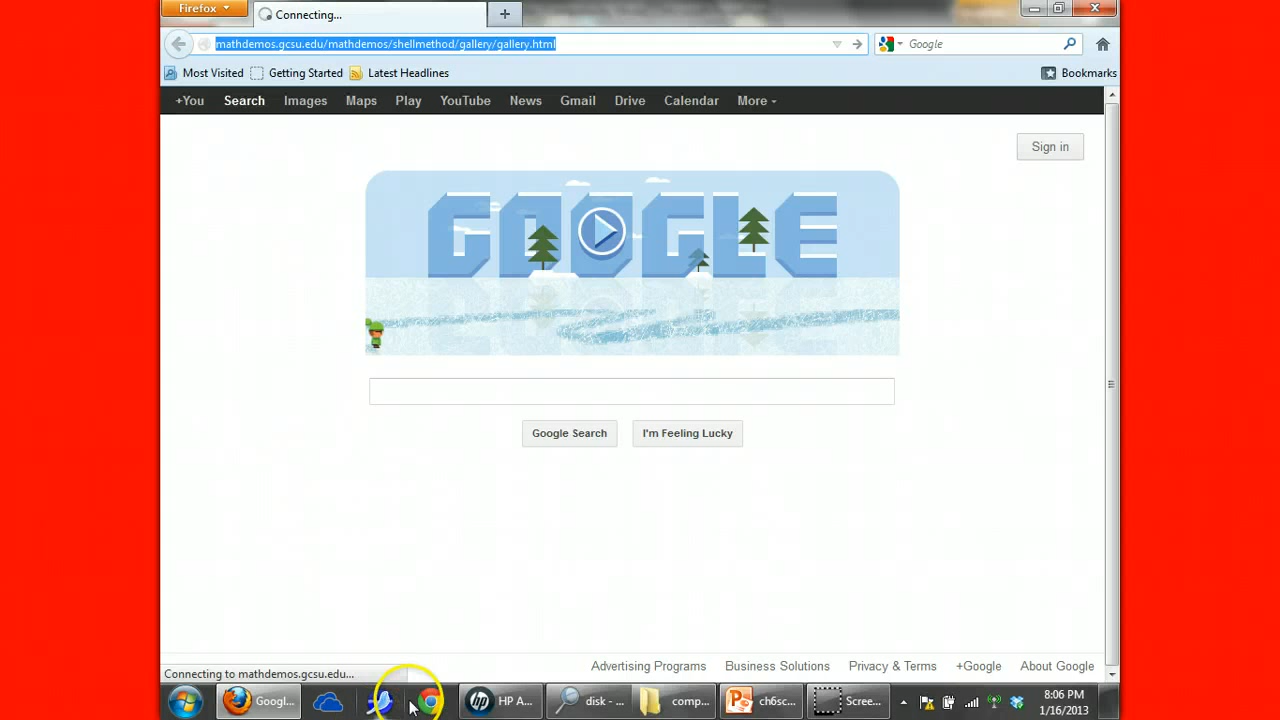 Firefox
Connecting...
mathdemos.gcsu.edu/mathdemos/shellmethod/gallery/gallery.html
Google
Most Visited Getting Started Latest Headlines Bookmarks
+You Search Images Maps Play YouTube News Gmail Drive Calendar More
Sign in
GOOGLE
Google Search I'm Feeling Lucky
Connecting to mathdemos.gcsu.edu...
Advertising Programs Business Solutions Privacy & Terms +Google About Google
Googl... HP A... disk - ... comp... ch6sc... Scree... 8:06 PM
1/16/2013